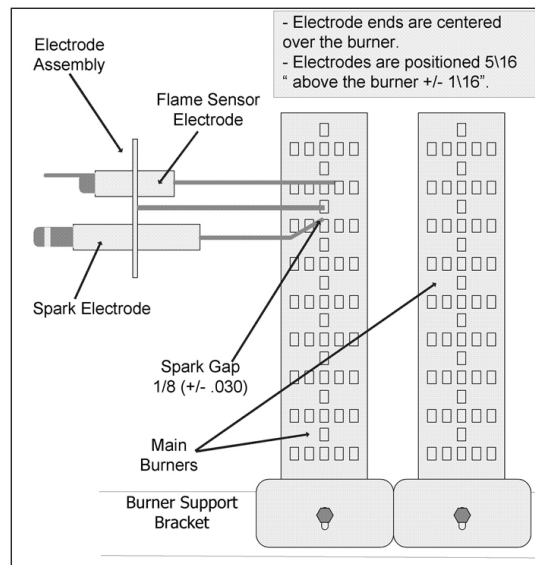 - Electrode ends are centered
over the burner.
- Electrodes are positioned 5\16
“ above the burner +/- 1\16”.
Electrode
Assembly
Flame Sensor
Electrode
Spark Electrode
Spark Gap
1/8 (+/- .030)
Main
Burners
Burner Support
Bracket